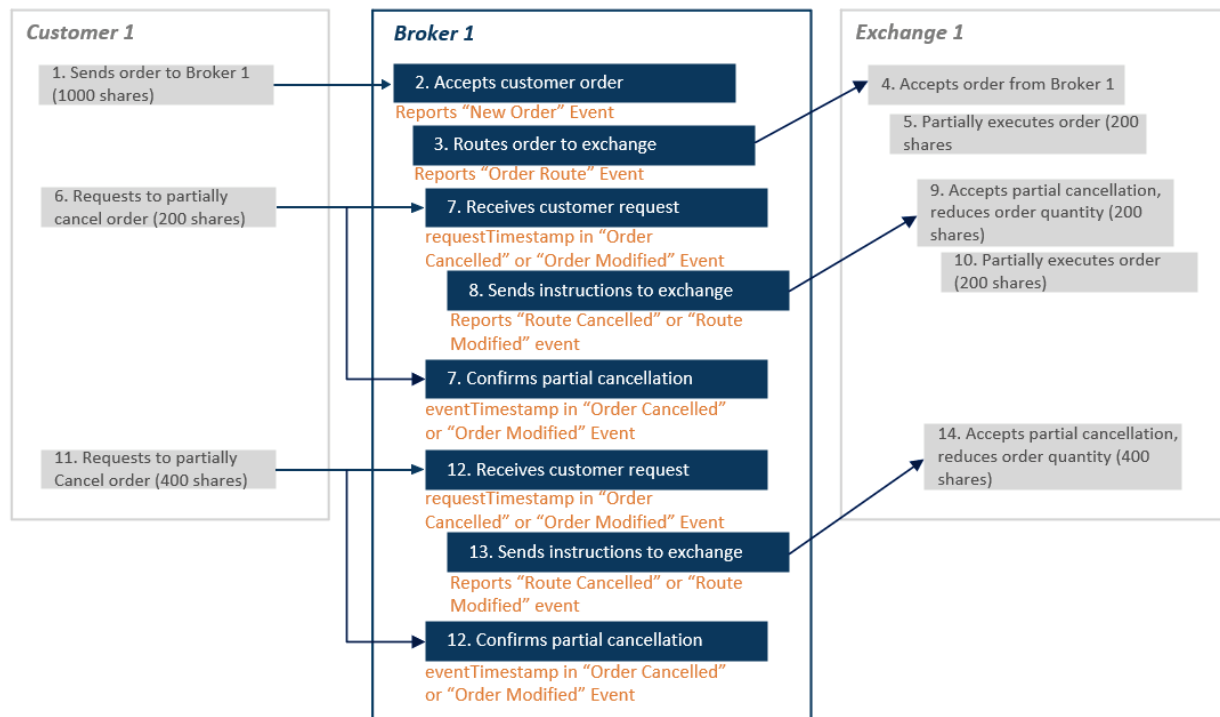 Customer 1
1. Sends order to Broker 1
(1000 shares)
6. Requests to partially
cancel order (200 shares)
11. Requests to partially
Cancel order (400 shares)
Broker 1
2. Accepts customer order
Reports “New Order” Event
3. Routes order to exchange
Reports “Order Route” Event
7. Receives customer request
requestTimestamp in “Order
Cancelled” or “Order Modified” Event
8. Sends instructions to exchange
Reports “Route Cancelled” or “Route
Modified” event
7. Confirms partial cancellation
eventTimestamp in “Order Cancelled”
or “Order Modified” Event
12. Receives customer request
requestTimestamp in “Order
Cancelled” or “Order Modified” Event
13. Sends instructions to exchange
Reports “Route Cancelled” or “Route
Modified” event
12. Confirms partial cancellation
eventTimestamp in “Order Cancelled”
or “Order Modified” Event
Exchange 1
4. Accepts order from Broker 1
5. Partially executes order (200
shares
9. Accepts partial cancellation,
reduces order quantity (200
shares)
10. Partially executes order
(200 shares)
14. Accepts partial cancellation,
reduces order quantity (400
shares)